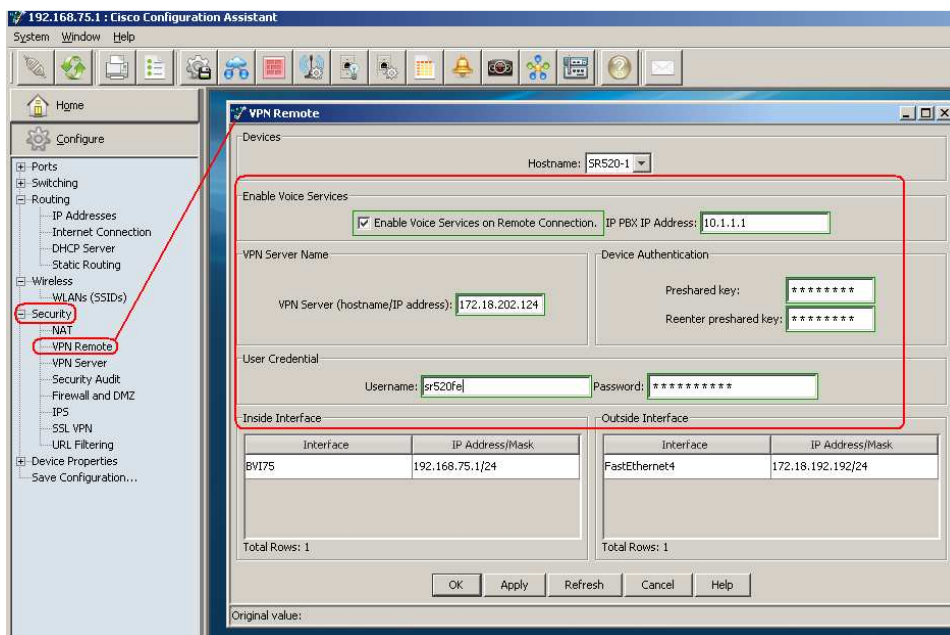 192.168.75.1 : Cisco Configuration Assistant
System Window Help
Home
Configure
Ports
Switching
Routing
IP Addresses
Internet Connection
DHCP Server
Static Routing
Wireless
WLANs (SSIDs)
Security
NAT
VPN Remote
VPN Server
Security Audit
Firewall and DMZ
IPS
SSL VPN
URL Filtering
Device Properties
Save Configuration...
VPN Remote
Devices
Hostname: SR520-1
Enable Voice Services
Enable Voice Services on Remote Connection. IP PBX IP Address: 10.1.1.1
VPN Server Name
VPN Server (hostname/IP address): 172.18.202.124
Device Authentication
Preshared key: ********
Reenter preshared key: ********
User Credential
Username: sr520fe Password: **********
Inside Interface
Interface IP Address/Mask
BVI75 192.168.75.1/24
Total Rows: 1
Outside Interface
Interface IP Address/Mask
FastEthernet4 172.18.192.192/24
Total Rows: 1
OK Apply Refresh Cancel Help
Original value: